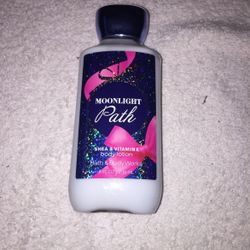 MOONLIGHT
Path
SHEA & VITAMIN E
body lotion
Bath & Body Works